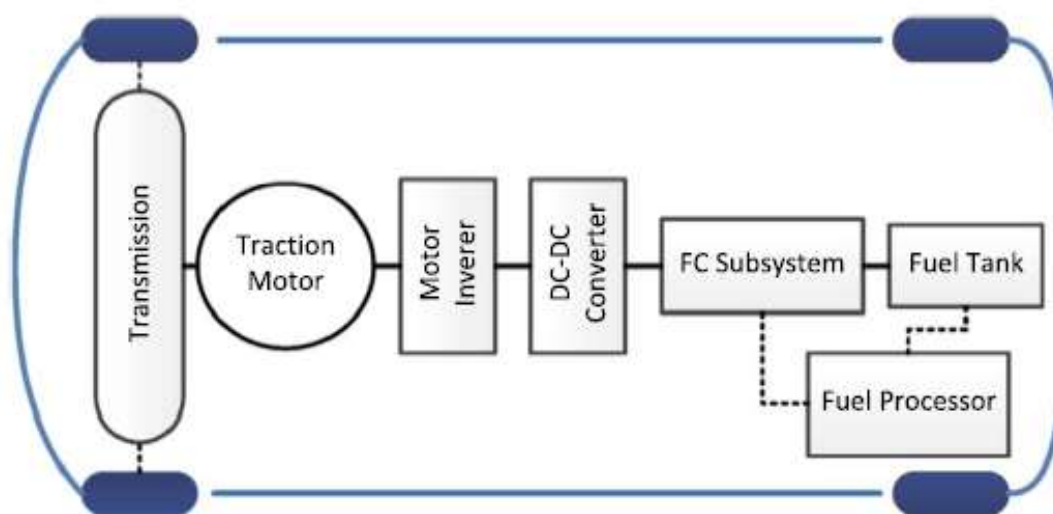 Transmission
Traction
Motor
Motor
Inverer
DC-DC
Converter
FC Subsystem
Fuel Tank
Fuel Processor